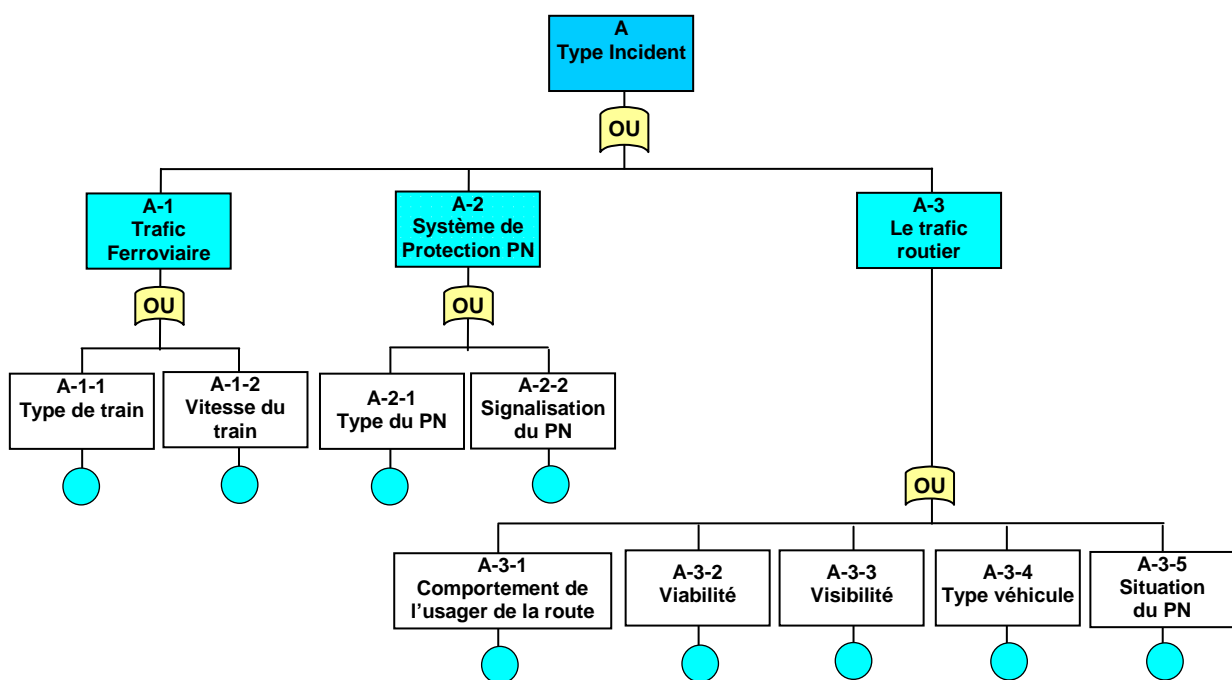 A
Type Incident
OU
A-1
Trafic
Ferroviaire
A-2
Système de
Protection PN
A-3
Le trafic
routier
OU
OU
A-1-1
Type de train
A-1-2
Vitesse du
train
A-2-1
Type du PN
A-2-2
Signalisation
du PN
OU
A-3-1
Comportement de
l'usager de la route
A-3-2
Viabilité
A-3-3
Visibilité
A-3-4
Type véhicule
A-3-5
Situation
du PN